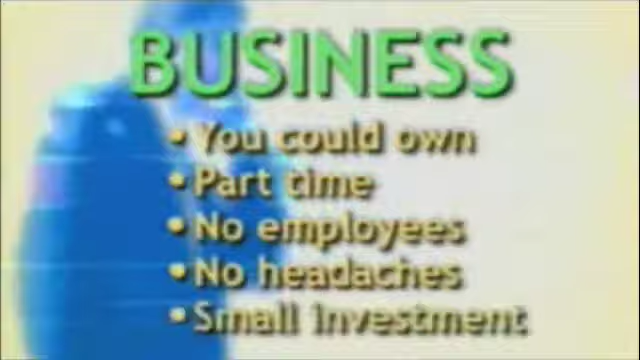 BUSINESS
• You could own
• Part time
• No employees
• No headaches
• Small investment